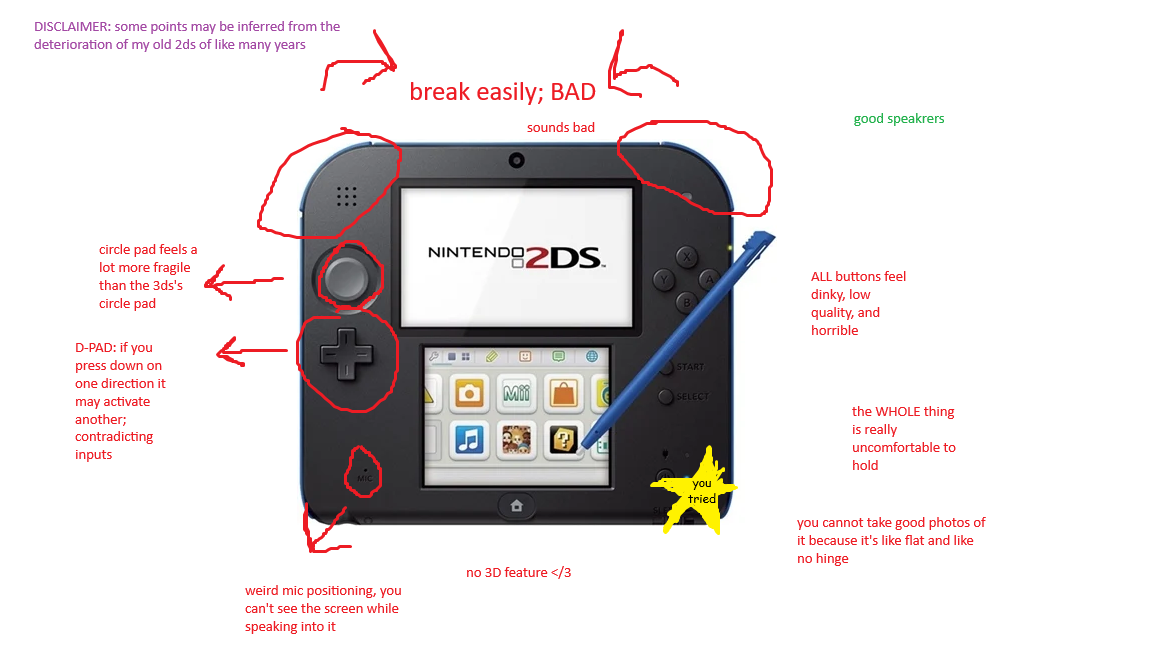 DISCLAIMER: some points may be inferred from the
deterioration of my old 2ds of like many years
break easily; BAD
sounds bad
good speakrers
circle pad feels a
lot more fragile
than the 3ds's
circle pad
NINTENDO 2DS™
X
Y
A
B
ALL buttons feel
dinky, low
quality, and
horrible
D-PAD: if you
press down on
one direction it
may activate
another;
contradicting
inputs
START
SELECT
Mii
?
the WHOLE thing
is really
uncomfortable to
hold
MIC
you
tried
you cannot take good photos of
it because it's like flat and like
no hinge
no 3D feature </3
weird mic positioning, you
can't see the screen while
speaking into it